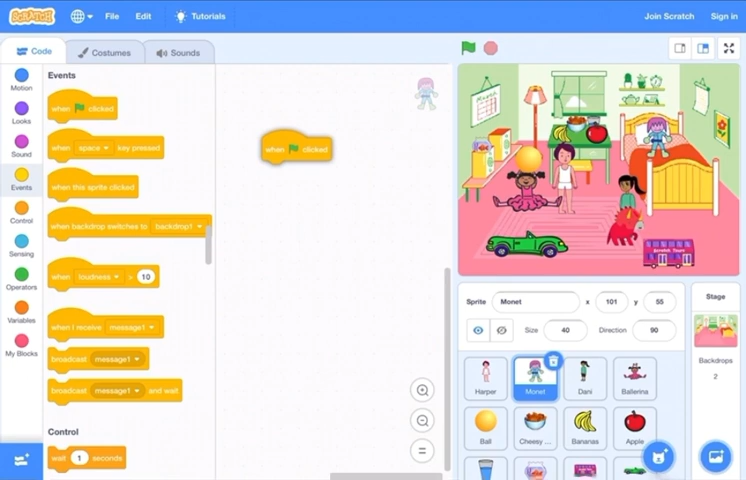 SCRATCH
File
Edit
Tutorials
Join Scratch
Sign in
Code
Costumes
Sounds
Motion
Looks
Sound
Events
Control
Sensing
Operators
Variables
My Blocks
Events
when clicked
when space key pressed
when this sprite clicked
when backdrop switches to backdrop1
when loudness > 10
when I receive message1
broadcast message1
broadcast message1 and wait
Control
wait 1 seconds
when clicked
Sprite Monet x 101 y 55
Size 40 Direction 90
Harper
Monet
Dani
Ballerina
Ball
Cheesy ...
Bananas
Apple
Stage
Backdrops
2